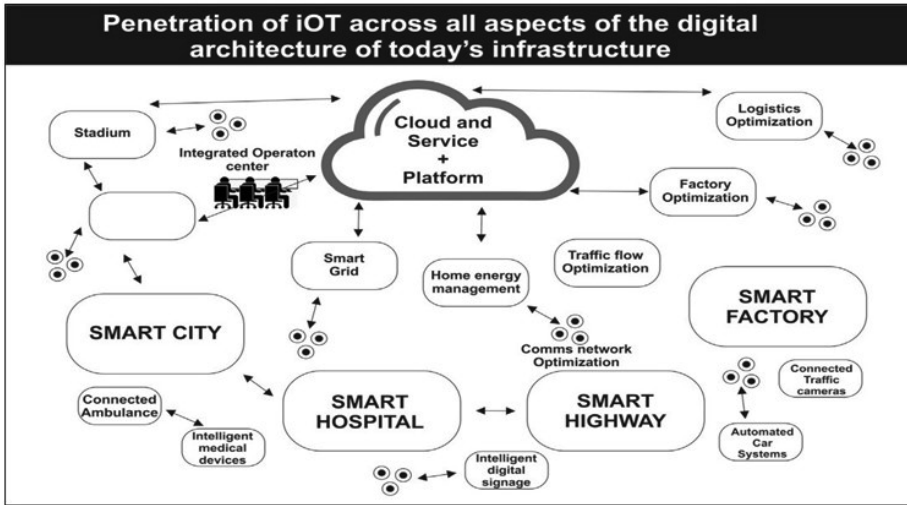 Penetration of iOT across all aspects of the digital
architecture of today's infrastructure
Stadium
Integrated Operaton
center
Cloud and
Service
+
Platform
Logistics
Optimization
Factory
Optimization
Smart
Grid
Home energy
management
Traffic flow
Optimization
SMART CITY
SMART
FACTORY
Comms network
Optimization
Connected
Ambulance
Intelligent
medical
devices
SMART
HOSPITAL
SMART
HIGHWAY
Connected
Traffic
cameras
Automated
Car
Systems
Intelligent
digital
signage